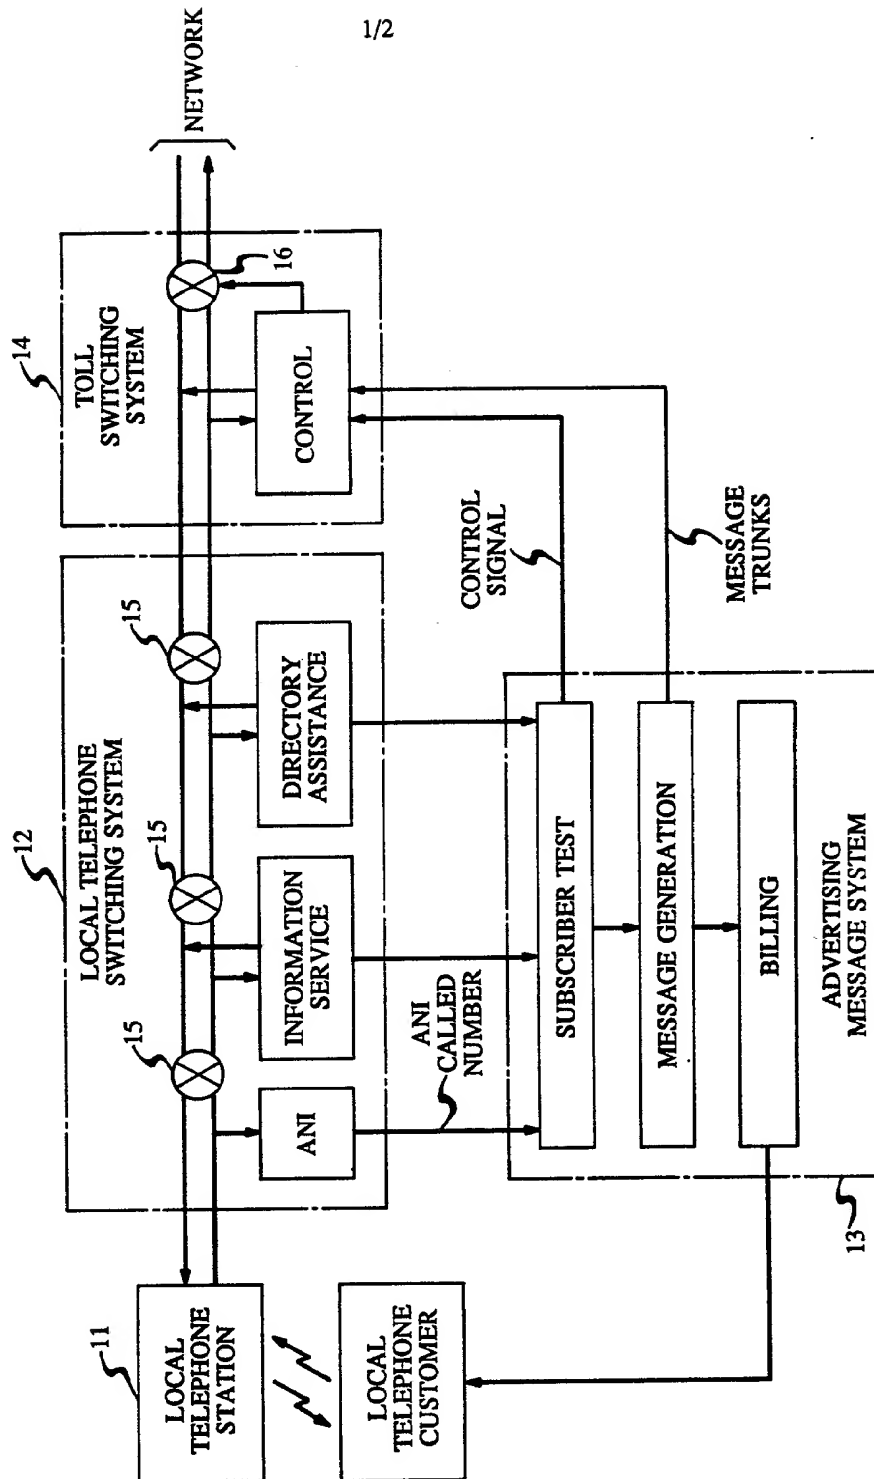 1/2
11
LOCAL
TELEPHONE
STATION
LOCAL
TELEPHONE
CUSTOMER
12
LOCAL TELEPHONE
SWITCHING SYSTEM
15
15
15
ANI
INFORMATION
SERVICE
DIRECTORY
ASSISTANCE
14
TOLL
SWITCHING
SYSTEM
16
CONTROL
NETWORK
ANI
CALLED
NUMBER
CONTROL
SIGNAL
MESSAGE
TRUNKS
SUBSCRIBER TEST
MESSAGE GENERATION
BILLING
ADVERTISING
MESSAGE SYSTEM
13